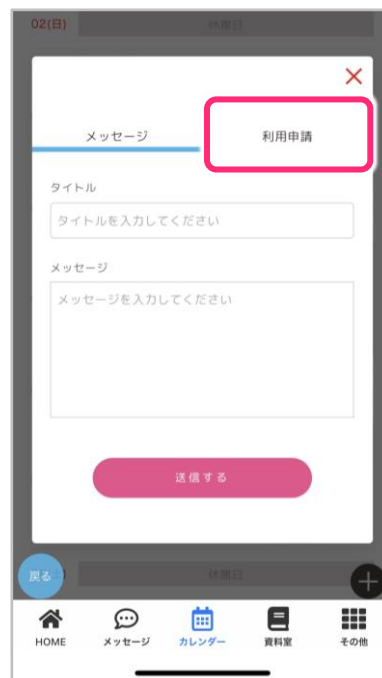 02(日)
休館日
×
メッセージ
利用申請
タイトル
タイトルを入力してください
メッセージ
メッセージを入力してください
送信する
戻る
)
休館日
+
HOME
メッセージ
カレンダー
資料室
その他